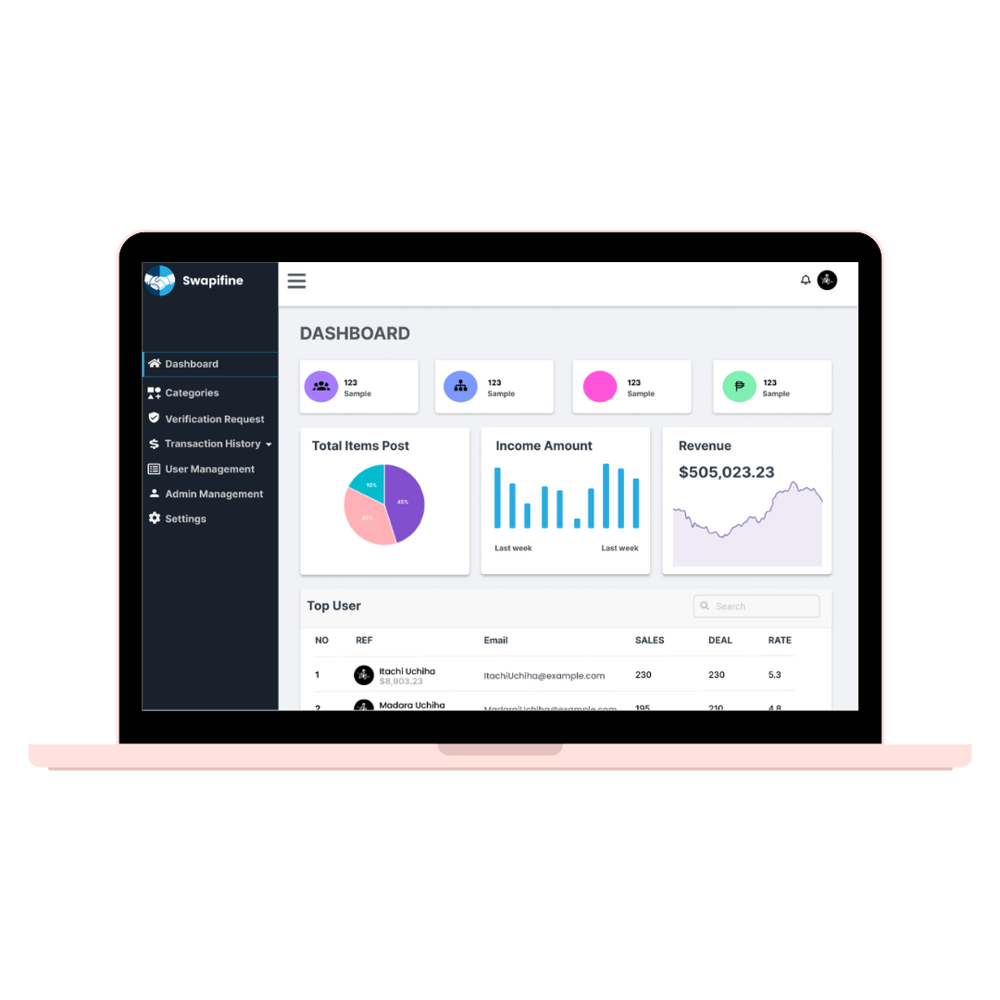 Swapifine
DASHBOARD
Dashboard
Categories
Verification Request
Transaction History
User Management
Admin Management
Settings
123
Sample
123
Sample
123
Sample
123
Sample
Total Items Post
10%
45%
45%
Income Amount
Last week
Last week
Revenue
$505,023.23
Top User
Search
NO REF Email SALES DEAL RATE
1 Itachi Uchiha ItachiUchiha@example.com 230 230 5.3
$8,903.23
2 Madara Uchiha MadaraiUchiha@example.com 195 210 4.8